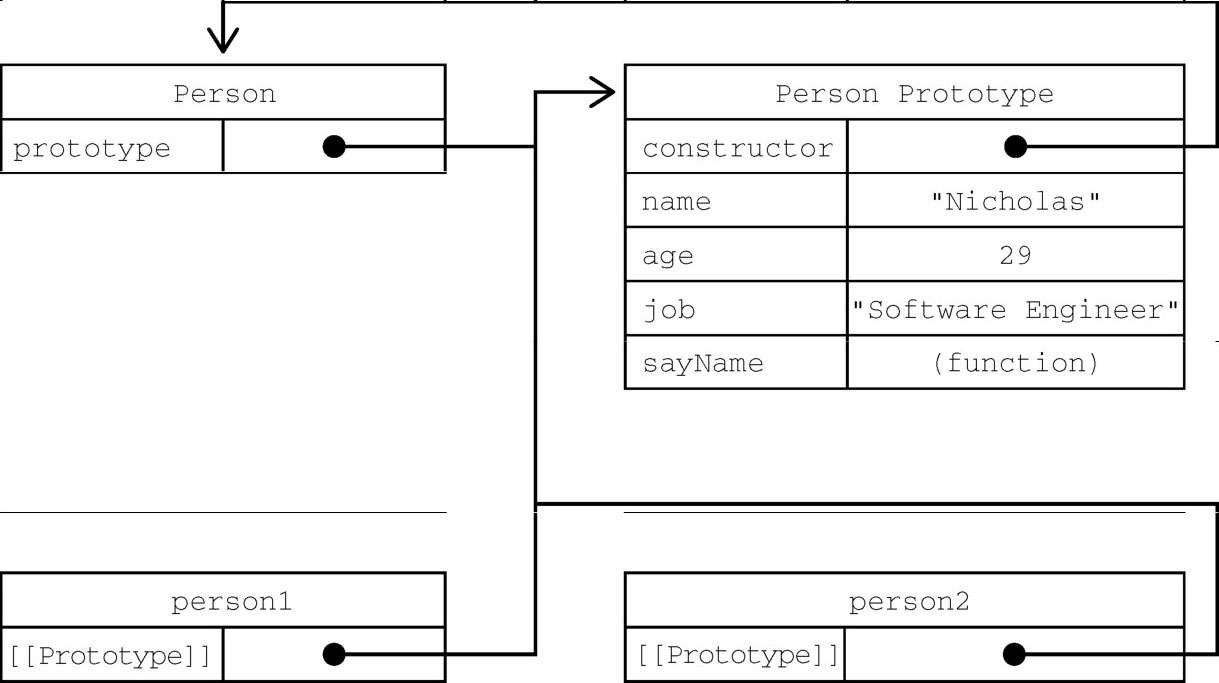 Person
prototype
Person Prototype
constructor
name "Nicholas"
age 29
job "Software Engineer"
sayName (function)
person1
[[Prototype]]
person2
[[Prototype]]